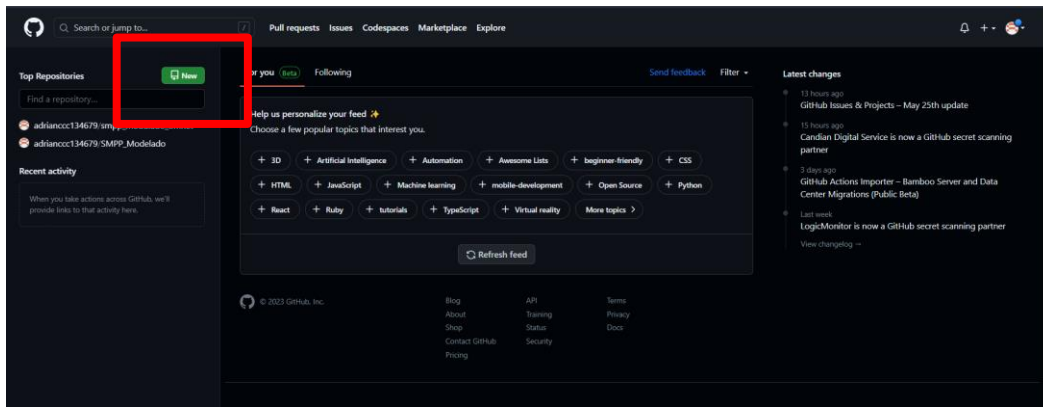 Search or jump to...
/
Pull requests Issues Codespaces Marketplace Explore
Top Repositories
New
Find a repository...
adrianccc134679/
adrianccc134679/SMPP_Modelado
Recent activity
When you take actions across GitHub, we'll
provide links to that activity here.
you Beta Following
Send feedback Filter
Help us personalize your feed ✨
Choose a few popular topics that interest you.
+ 3D + Artificial Intelligence + Automation + Awesome Lists + beginner-friendly + CSS
+ HTML + JavaScript + Machine learning + mobile-development + Open Source + Python
+ React + Ruby + tutorials + TypeScript + Virtual reality More topics >
Refresh feed
© 2023 GitHub, Inc.
Blog
About
Shop
Contact GitHub
Pricing
API
Training
Status
Security
Terms
Privacy
Docs
Latest changes
13 hours ago
GitHub Issues & Projects – May 25th update
15 hours ago
Candian Digital Service is now a GitHub secret scanning
partner
3 days ago
GitHub Actions Importer – Bamboo Server and Data
Center Migrations (Public Beta)
Last week
LogicMonitor is now a GitHub secret scanning partner
View changelog →